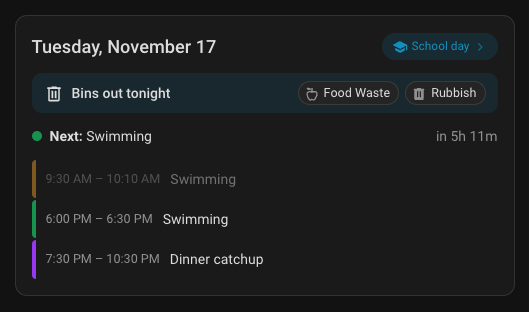 Tuesday, November 17
School day
Bins out tonight
Food Waste
Rubbish
Next: Swimming
in 5h 11m
9:30 AM – 10:10 AM Swimming
6:00 PM – 6:30 PM Swimming
7:30 PM – 10:30 PM Dinner catchup